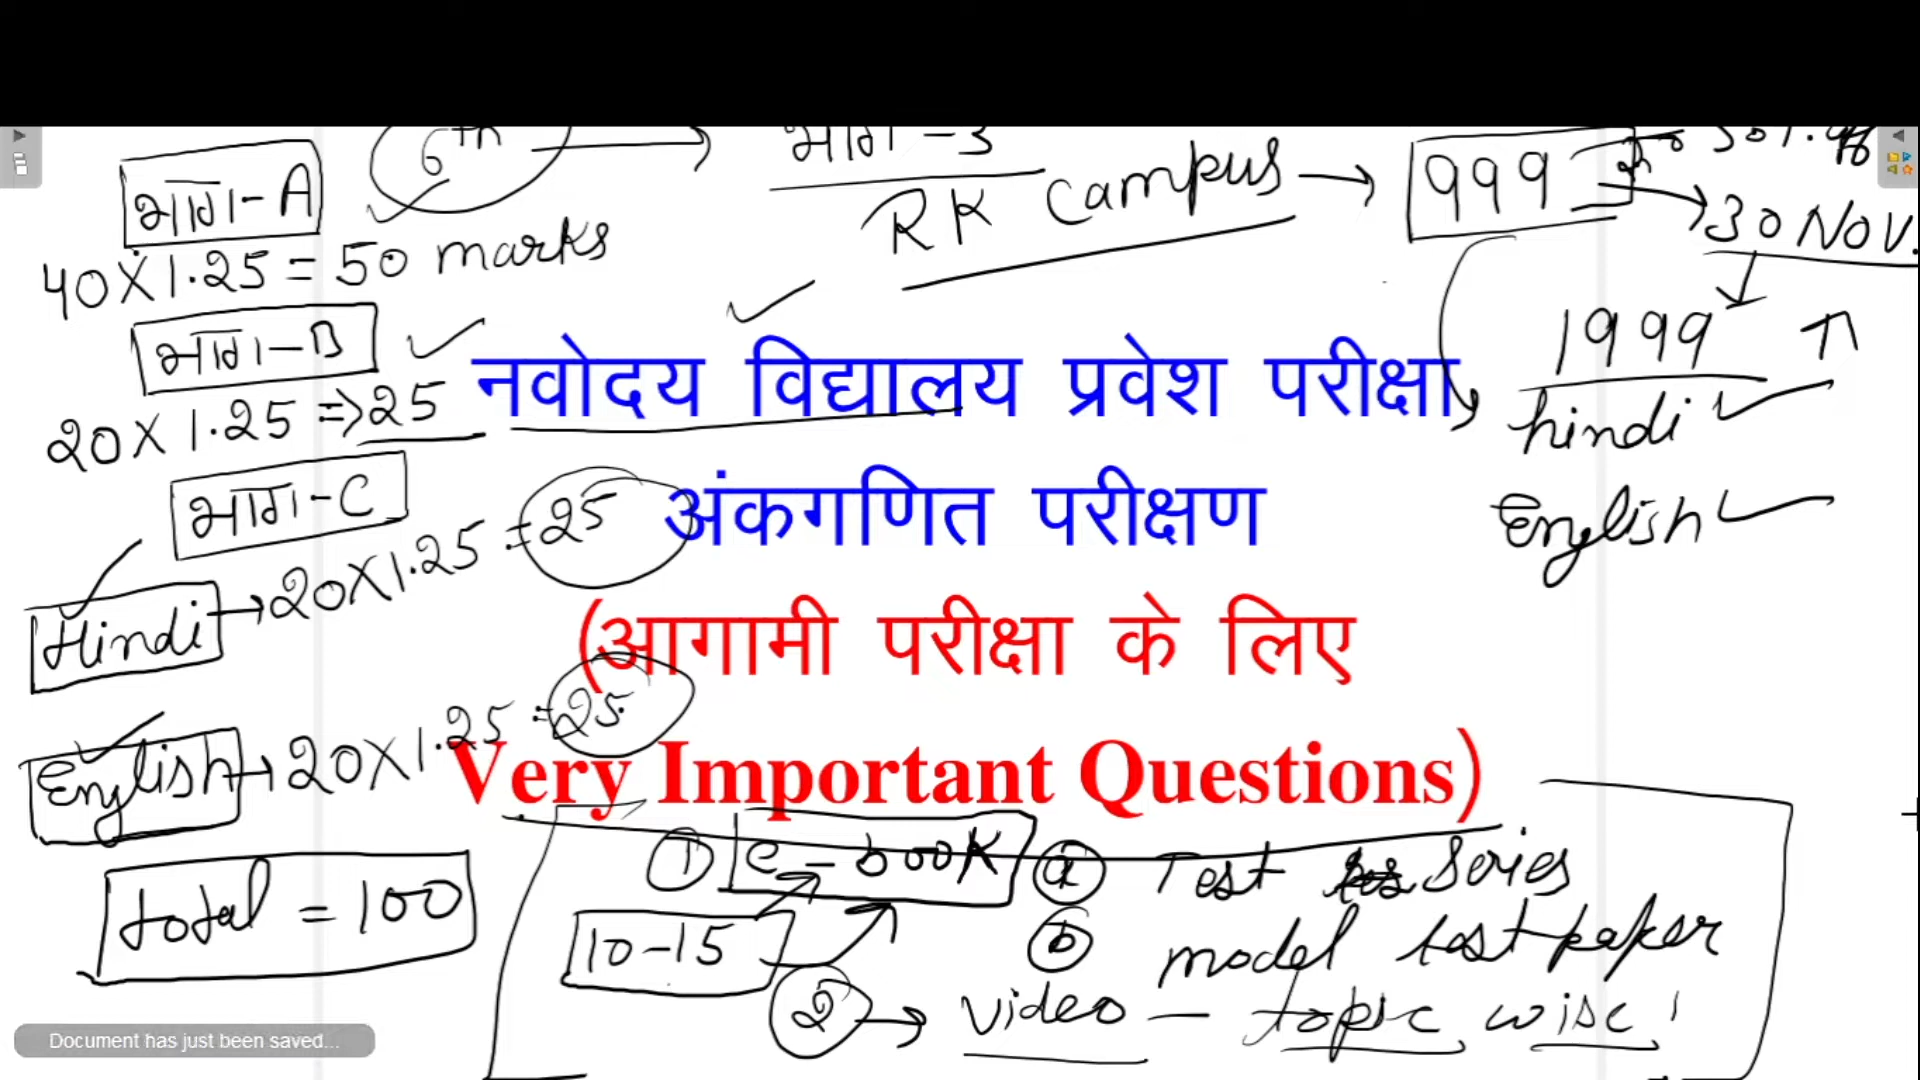 6th → भाग-3
RK Campus → 999
30 NOV.
1999 ↑
hindi ✓
English ✓
भाग-A
40×1.25 = 50 marks
भाग-B ✓
20×1.25 ⇒ 25
भाग-C
Hindi → 20×1.25 = 25
English → 20×1.25 = 25
total = 100
नवोदय विद्यालय प्रवेश परीक्षा,
अंकगणित परीक्षण
(आगामी परीक्षा के लिए
Very Important Questions)
① e-book
10-15
ⓐ Test Series
ⓑ model test paper
② → video – topic wise
Document has just been saved...